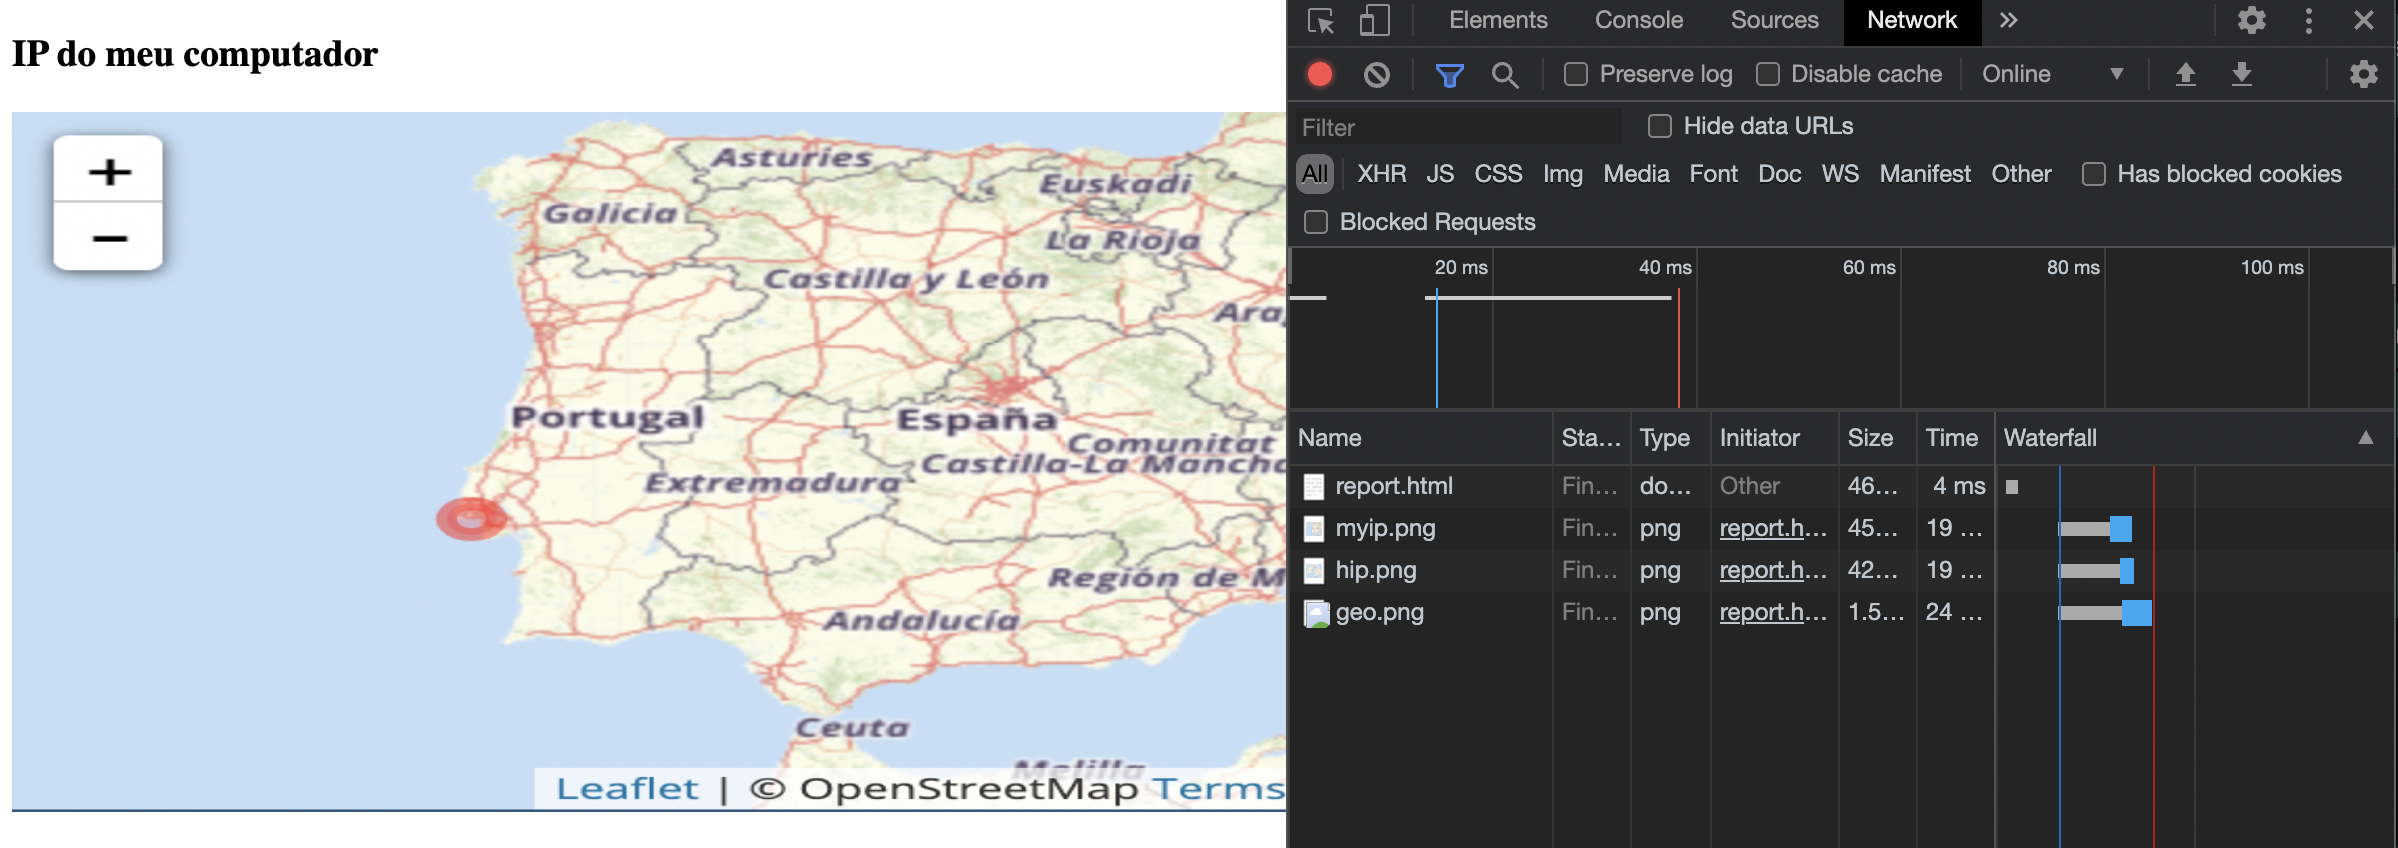 IP do meu computador
+
−
Asturies
Euskadi
Galicia
La Rioja
Castilla y León
Ara
Portugal
España
Comunitat
Castilla-La Mancha
Extremadura
Región de M
Andalucía
Ceuta
Melilla
Leaflet | © OpenStreetMap Terms
Elements Console Sources Network »
Preserve log Disable cache Online ▼
Filter Hide data URLs
All XHR JS CSS Img Media Font Doc WS Manifest Other Has blocked cookies
Blocked Requests
20 ms 40 ms 60 ms 80 ms 100 ms
Name Sta... Type Initiator Size Time Waterfall ▲
report.html Fin... do... Other 46... 4 ms
myip.png Fin... png report.h... 45... 19 ...
hip.png Fin... png report.h... 42... 19 ...
geo.png Fin... png report.h... 1.5... 24 ...